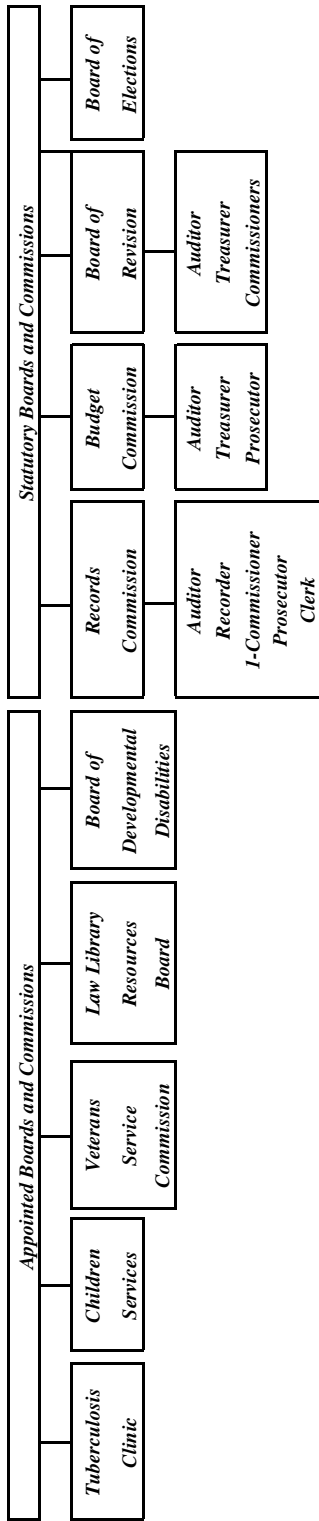 Appointed Boards and Commissions
Tuberculosis
Clinic
Children
Services
Veterans
Service
Commission
Law Library
Resources
Board
Board of
Developmental
Disabilities
Statutory Boards and Commissions
Records
Commission
Auditor
Recorder
1-Commissioner
Prosecutor
Clerk
Budget
Commission
Auditor
Treasurer
Prosecutor
Board of
Revision
Auditor
Treasurer
Commissioners
Board of
Elections